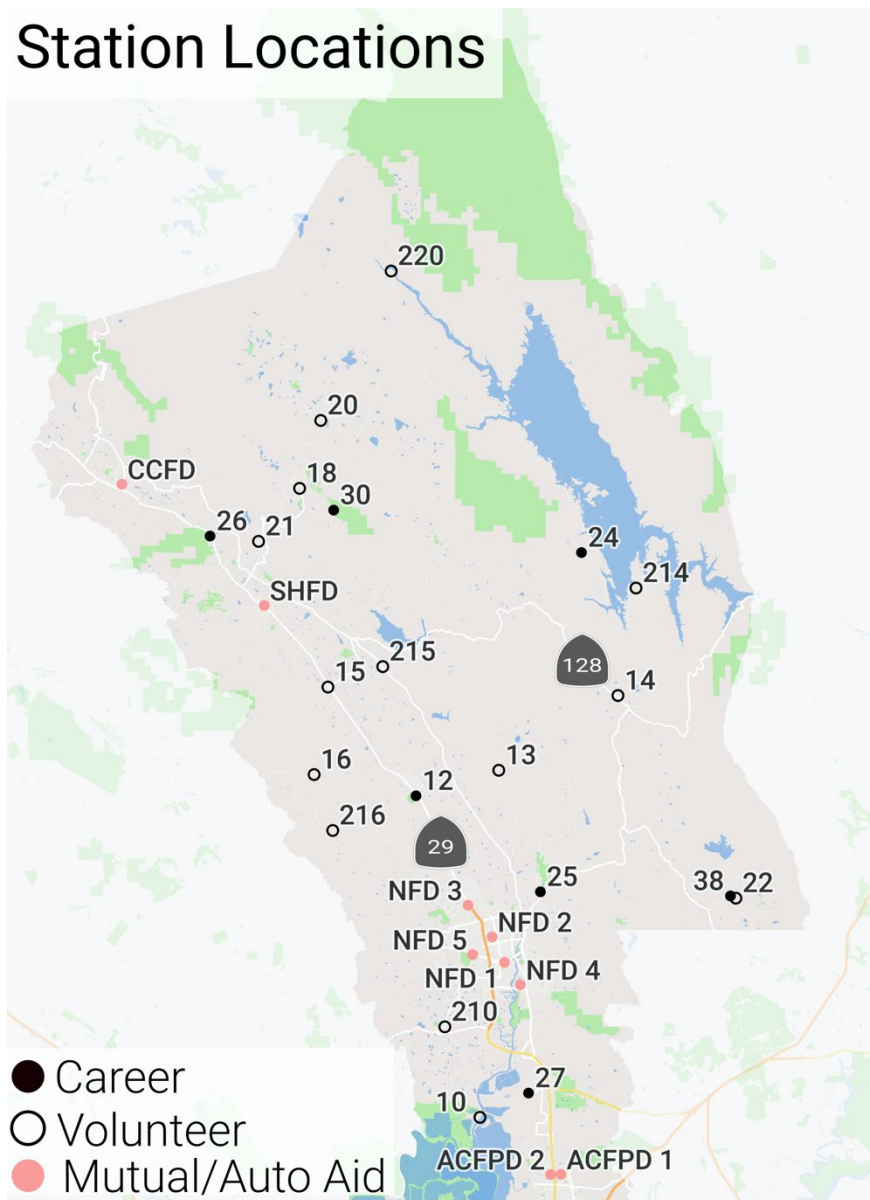 Station Locations
220
20
CCFD
18
30
26
21
24
214
SHFD
215
128
15
14
16
13
12
216
29
25
38
22
NFD 3
NFD 2
NFD 5
NFD 1
NFD 4
210
27
10
ACFPD 2
ACFPD 1
Career
Volunteer
Mutual/Auto Aid